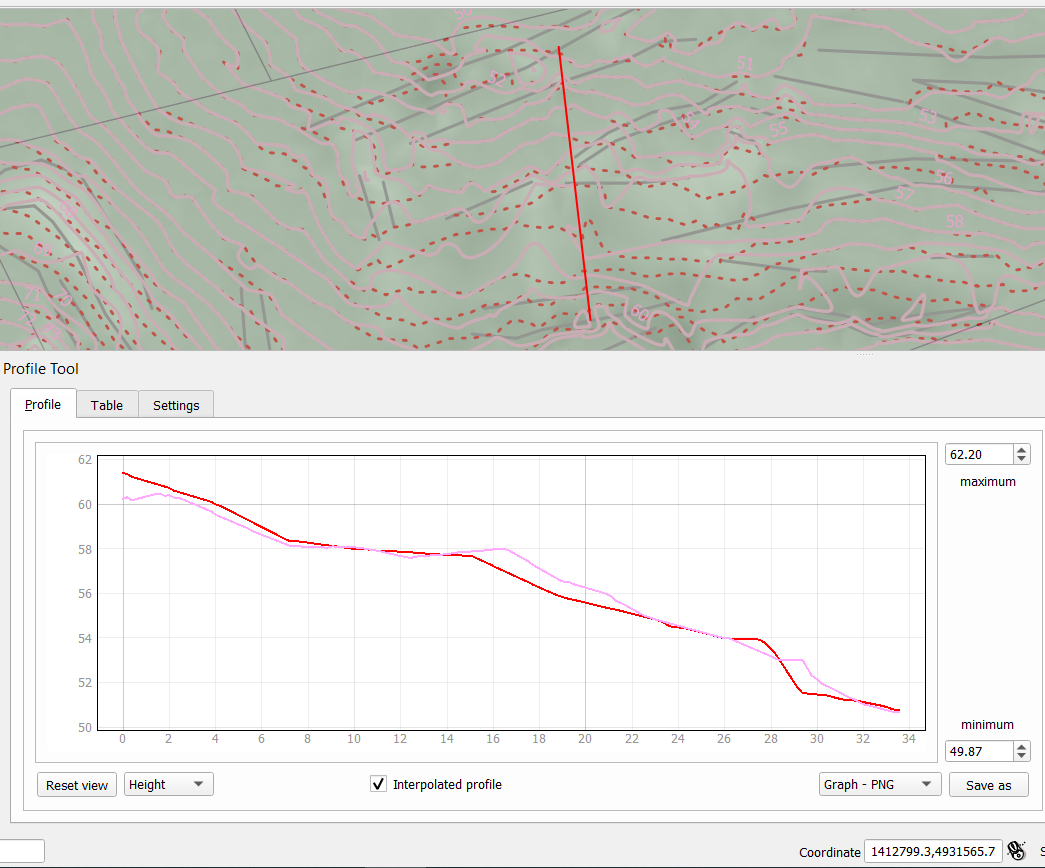 51
52
53
55
56
57
58
60
71
Profile Tool
Profile Table Settings
62
60
58
56
54
52
50
0 2 4 6 8 10 12 14 16 18 20 22 24 26 28 30 32 34
62.20
maximum
minimum
49.87
Reset view Height Interpolated profile Graph - PNG Save as
Coordinate 1412799.3,4931565.7